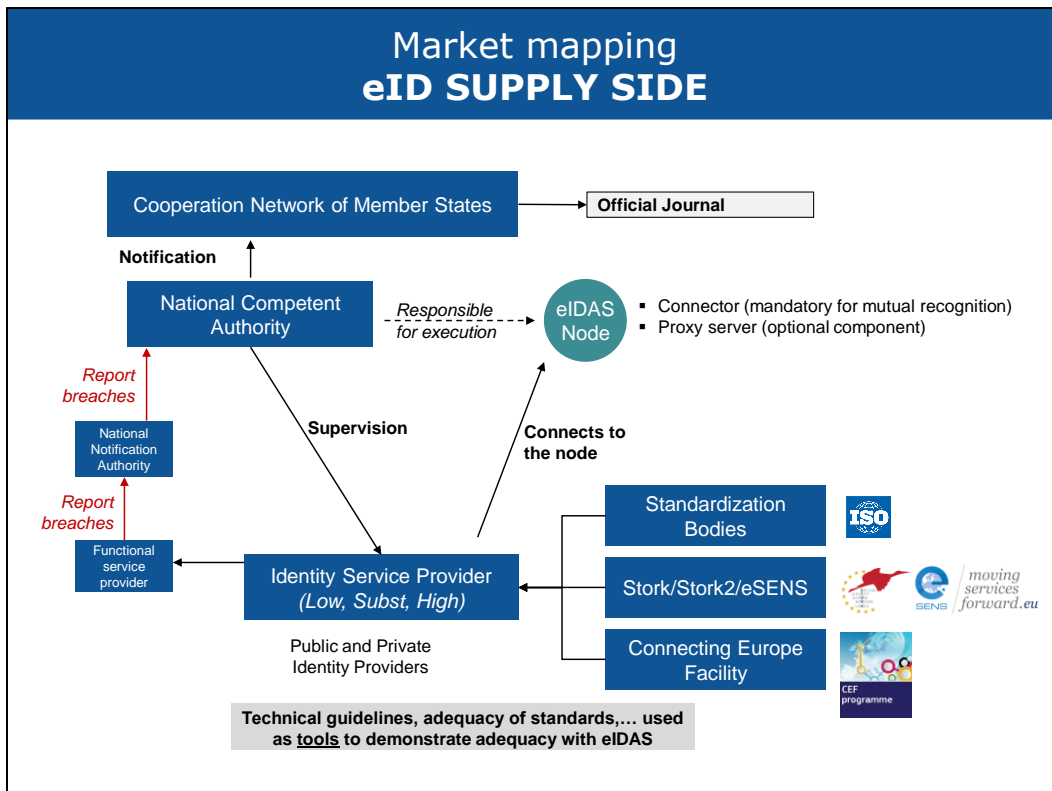 Market mapping
eID SUPPLY SIDE
Cooperation Network of Member States
Official Journal
Notification
National Competent
Authority
Responsible
for execution
eIDAS
Node
▪ Connector (mandatory for mutual recognition)
▪ Proxy server (optional component)
Report
breaches
National
Notification
Authority
Supervision
Connects to
the node
Report
breaches
Functional
service
provider
Identity Service Provider
(Low, Subst, High)
Public and Private
Identity Providers
Standardization
Bodies
ISO
Stork/Stork2/eSENS
e
SENS
moving
services
forward.eu
Connecting Europe
Facility
CEF
programme
Technical guidelines, adequacy of standards,… used
as tools to demonstrate adequacy with eIDAS